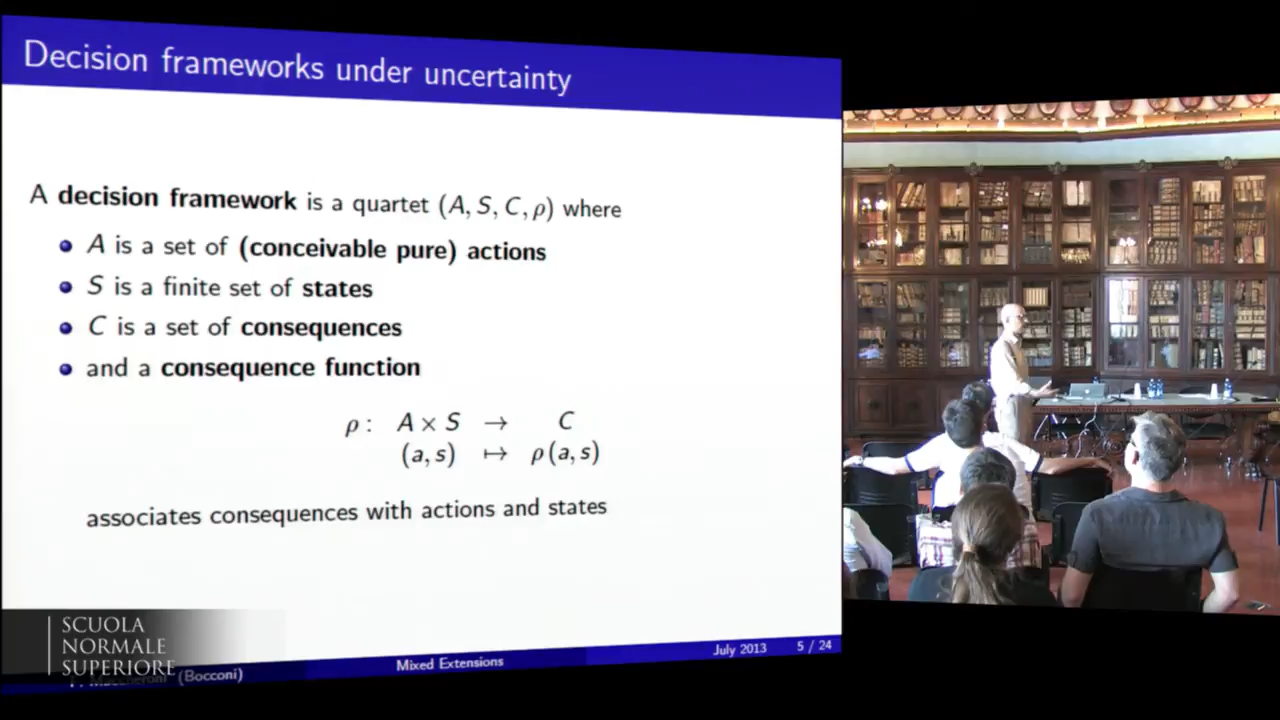 Decision frameworks under uncertainty
A decision framework is a quartet (A, S, C, ρ) where
A is a set of (conceivable pure) actions
S is a finite set of states
C is a set of consequences
and a consequence function
ρ : A × S → C
(a, s) ↦ ρ(a, s)
associates consequences with actions and states
SCUOLA
NORMALE
SUPERIORE
(Bocconi)
Mixed Extensions
July 2013
5 / 24